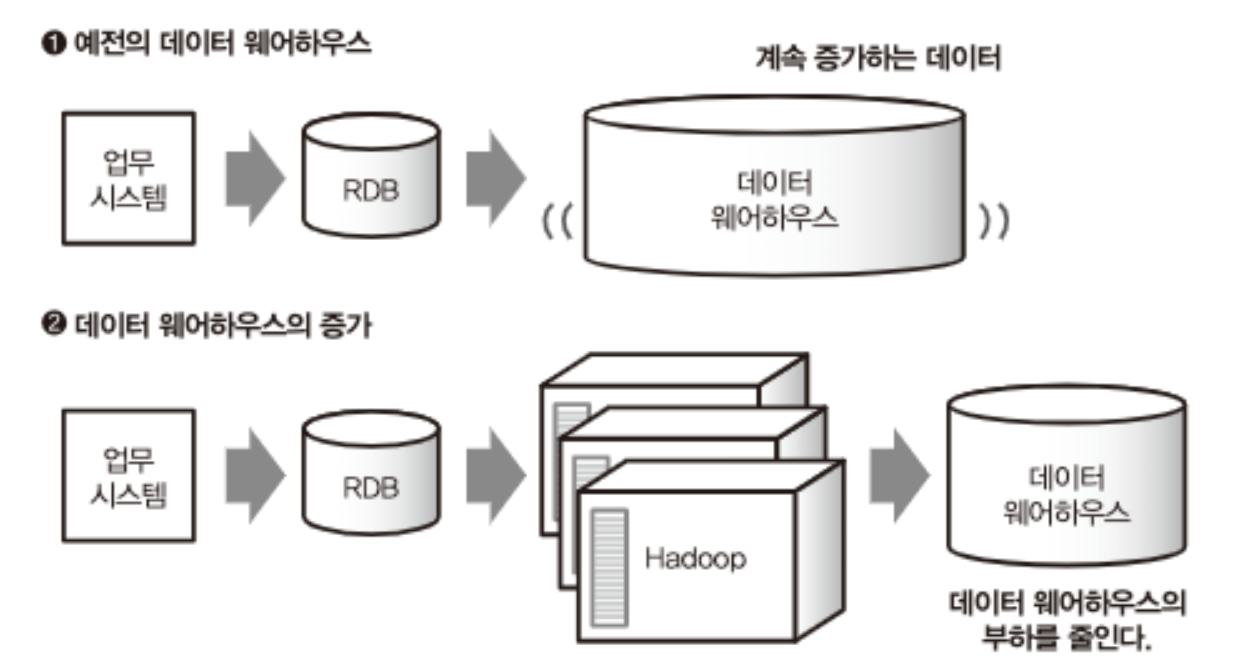 ❶ 예전의 데이터 웨어하우스
계속 증가하는 데이터
업무
시스템
RDB
데이터
웨어하우스
❷ 데이터 웨어하우스의 증가
업무
시스템
RDB
Hadoop
데이터
웨어하우스
데이터 웨어하우스의
부하를 줄인다.